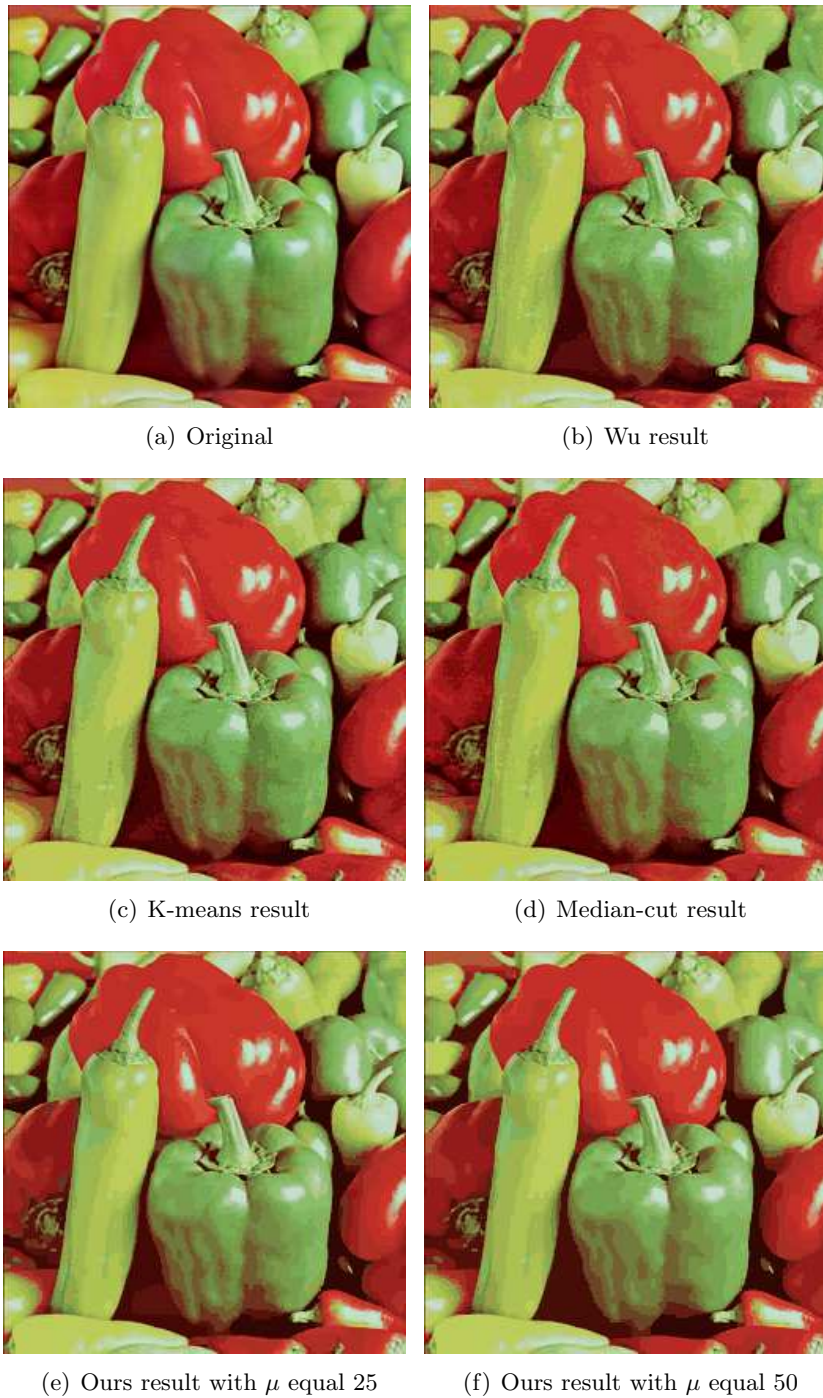 (a) Original
(b) Wu result
(c) K-means result
(d) Median-cut result
(e) Ours result with μ equal 25
(f) Ours result with μ equal 50